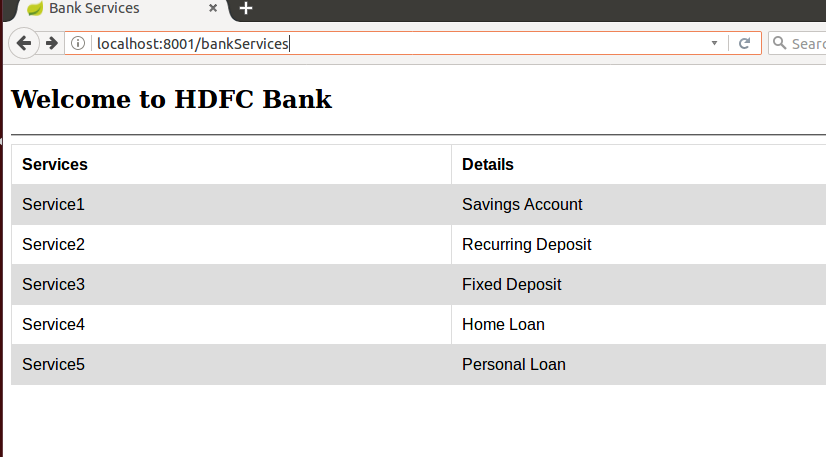 Bank Services
localhost:8001/bankServices
Sear
Welcome to HDFC Bank
Services Details
Service1 Savings Account
Service2 Recurring Deposit
Service3 Fixed Deposit
Service4 Home Loan
Service5 Personal Loan